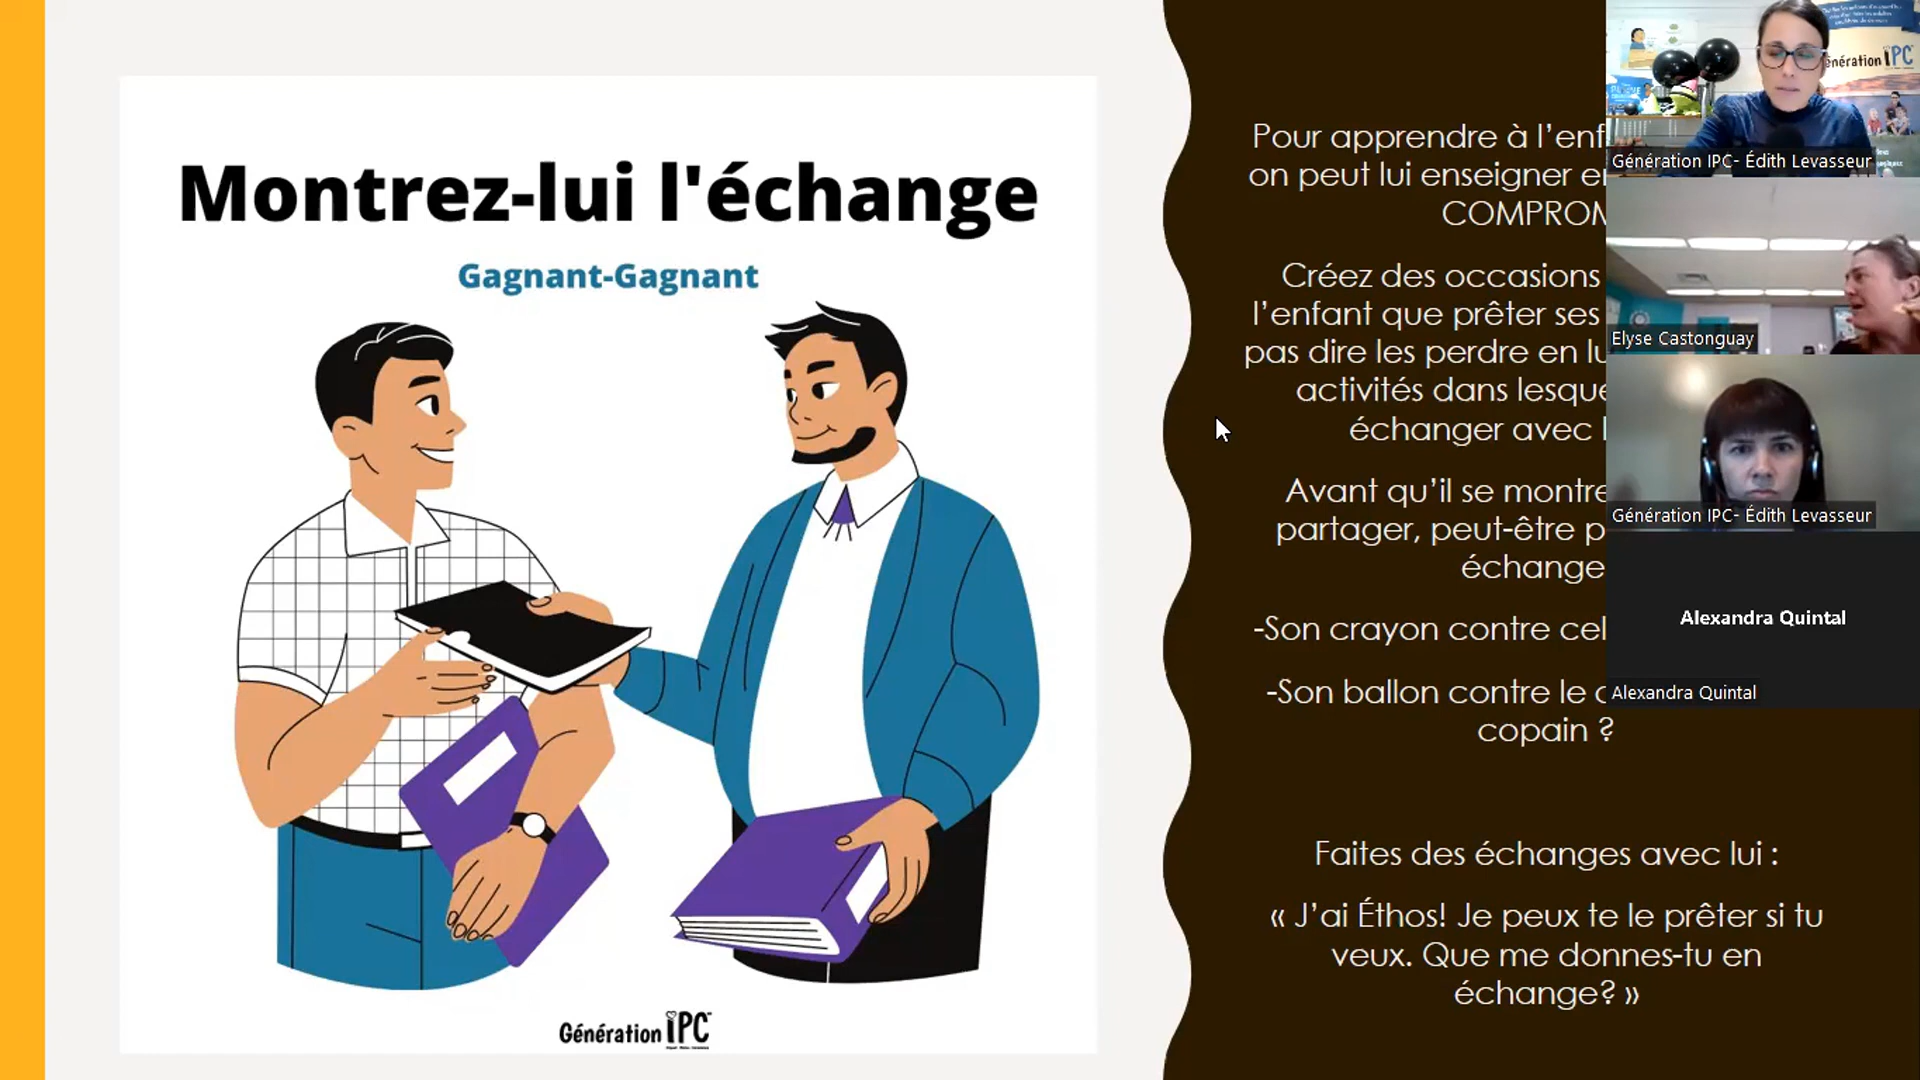 Montrez-lui l'échange
Gagnant-Gagnant
Génération iPC
Pour apprendre à l'enf
on peut lui enseigner
COMPROM
Créez des occasions
l'enfant que prêter ses
pas dire les perdre en lu
activités dans lesque
échanger avec
Avant qu'il se montre
partager, peut-être p
échange
-Son crayon contre cel
-Son ballon contre le
copain ?
Faites des échanges avec lui :
« J'ai Éthos! Je peux te le prêter si tu
veux. Que me donnes-tu en
échange? »
énération iPC
Génération IPC- Édith Levasseur
Elyse Castonguay
Génération IPC- Édith Levasseur
Alexandra Quintal
Alexandra Quintal